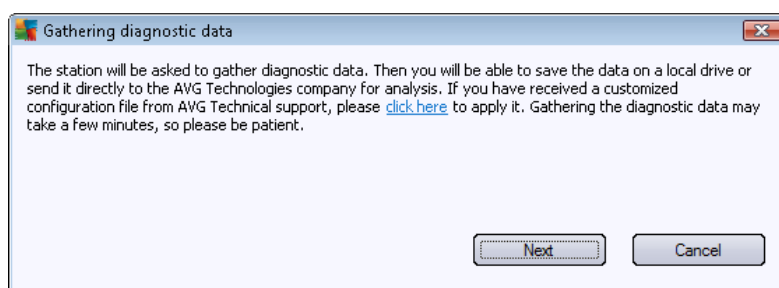 Gathering diagnostic data
The station will be asked to gather diagnostic data. Then you will be able to save the data on a local drive or
send it directly to the AVG Technologies company for analysis. If you have received a customized
configuration file from AVG Technical support, please click here to apply it. Gathering the diagnostic data may
take a few minutes, so please be patient.
Next Cancel